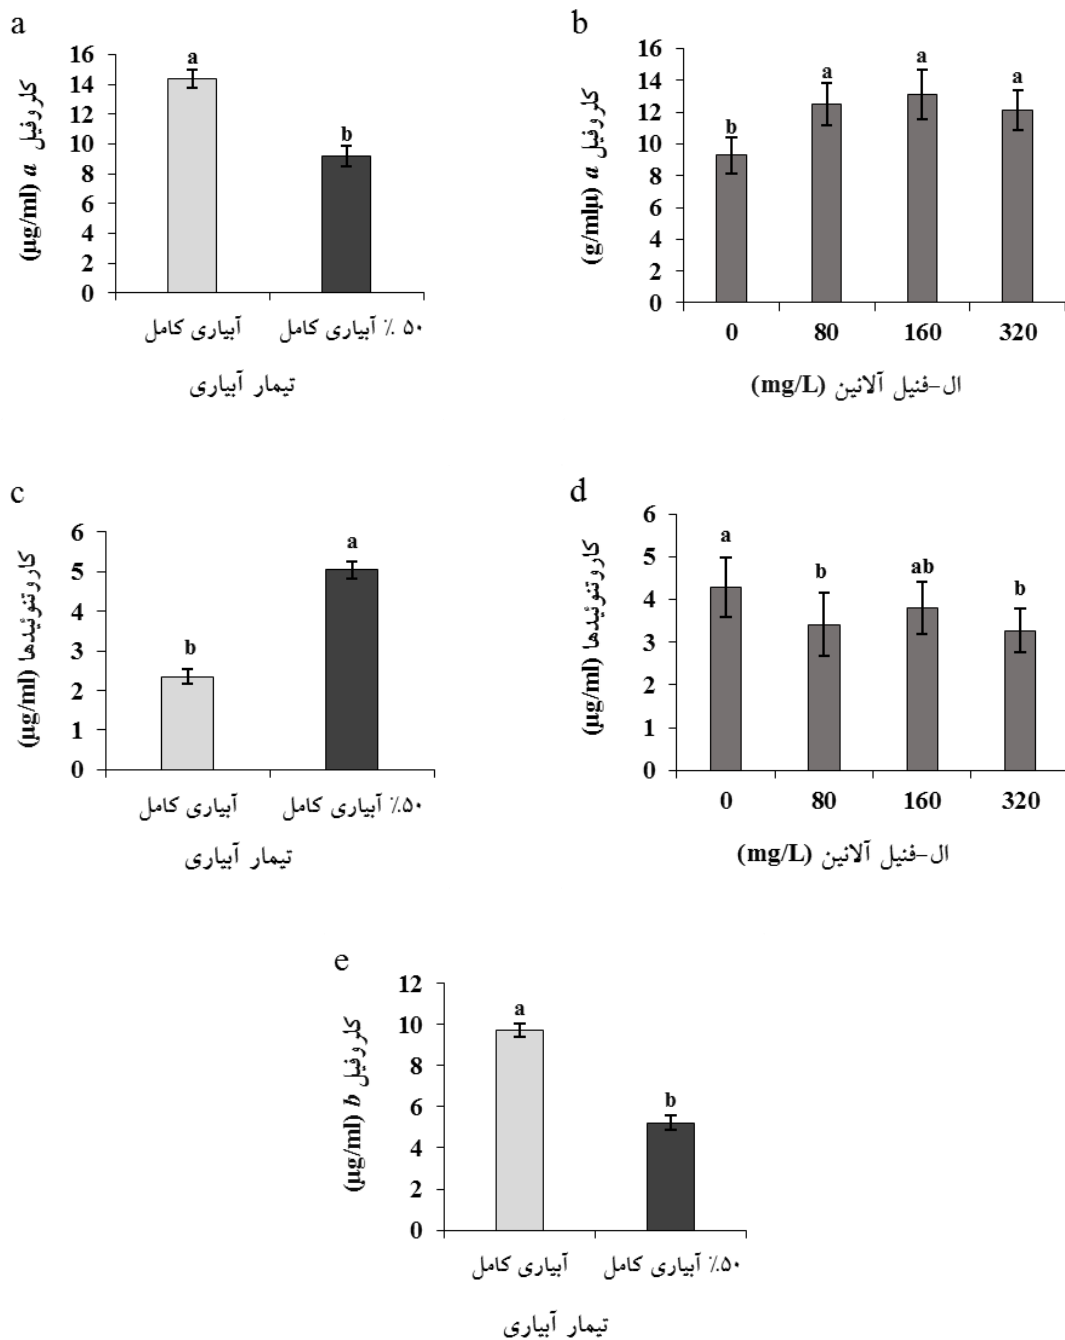 a
16
14
12
10
8
6
4
2
0
کلروفیل a (µg/ml)
a
b
آبیاری کامل
۵۰ ٪ آبیاری کامل
تیمار آبیاری
b
16
14
12
10
8
6
4
2
0
کلروفیل a (g/mlµ)
b
a
a
a
0 80 160 320
ال-فنیل آلانین (mg/L)
c
6
5
4
3
2
1
0
کاروتنوئیدها (µg/ml)
b
a
آبیاری کامل
۵۰٪ آبیاری کامل
تیمار آبیاری
d
6
5
4
3
2
1
0
کاروتنوئیدها (µg/ml)
a
b
ab
b
0 80 160 320
ال-فنیل آلانین (mg/L)
e
12
10
8
6
4
2
0
کلروفیل b (µg/ml)
a
b
آبیاری کامل
۵۰٪ آبیاری کامل
تیمار آبیاری